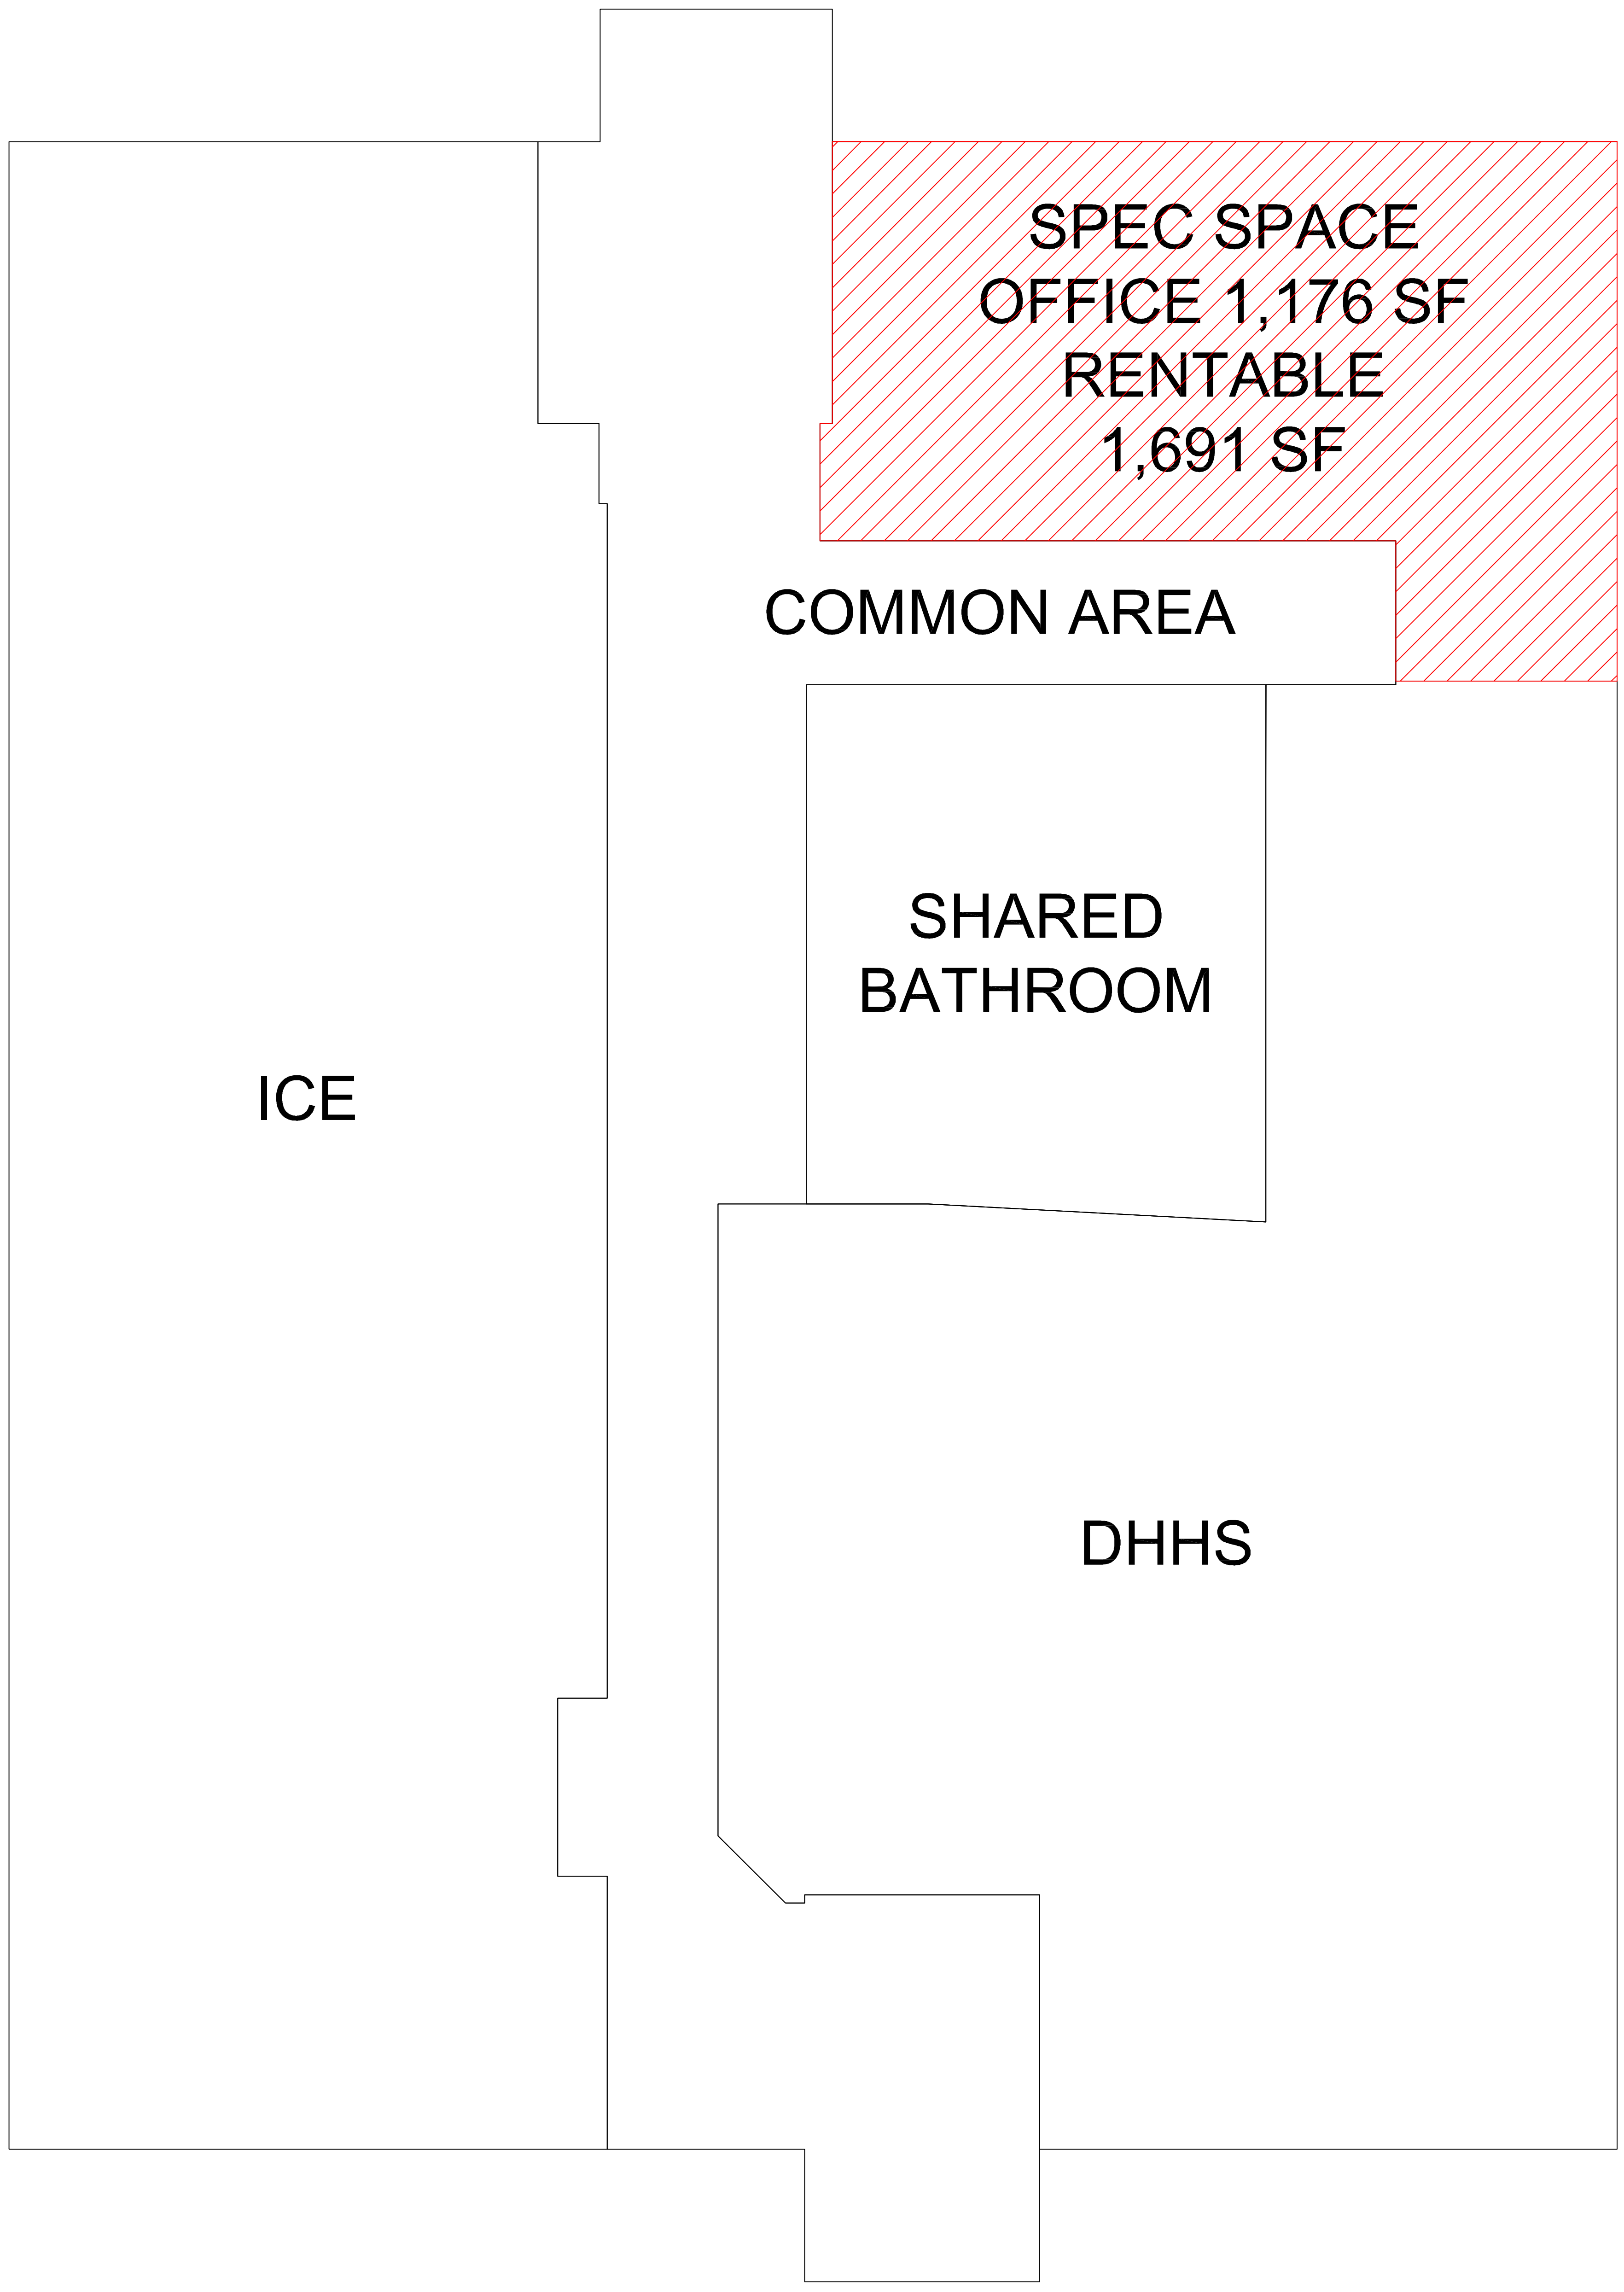 SPEC SPACE
OFFICE 1,176 SF
RENTABLE
1,691 SF
COMMON AREA
SHARED
BATHROOM
ICE
DHHS